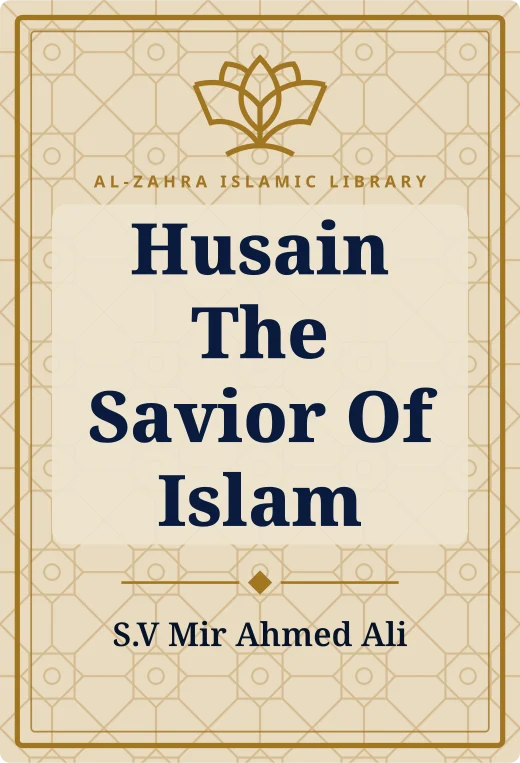 AL-ZAHRA ISLAMIC LIBRARY
Husain
The
Savior Of
Islam
S.V Mir Ahmed Ali